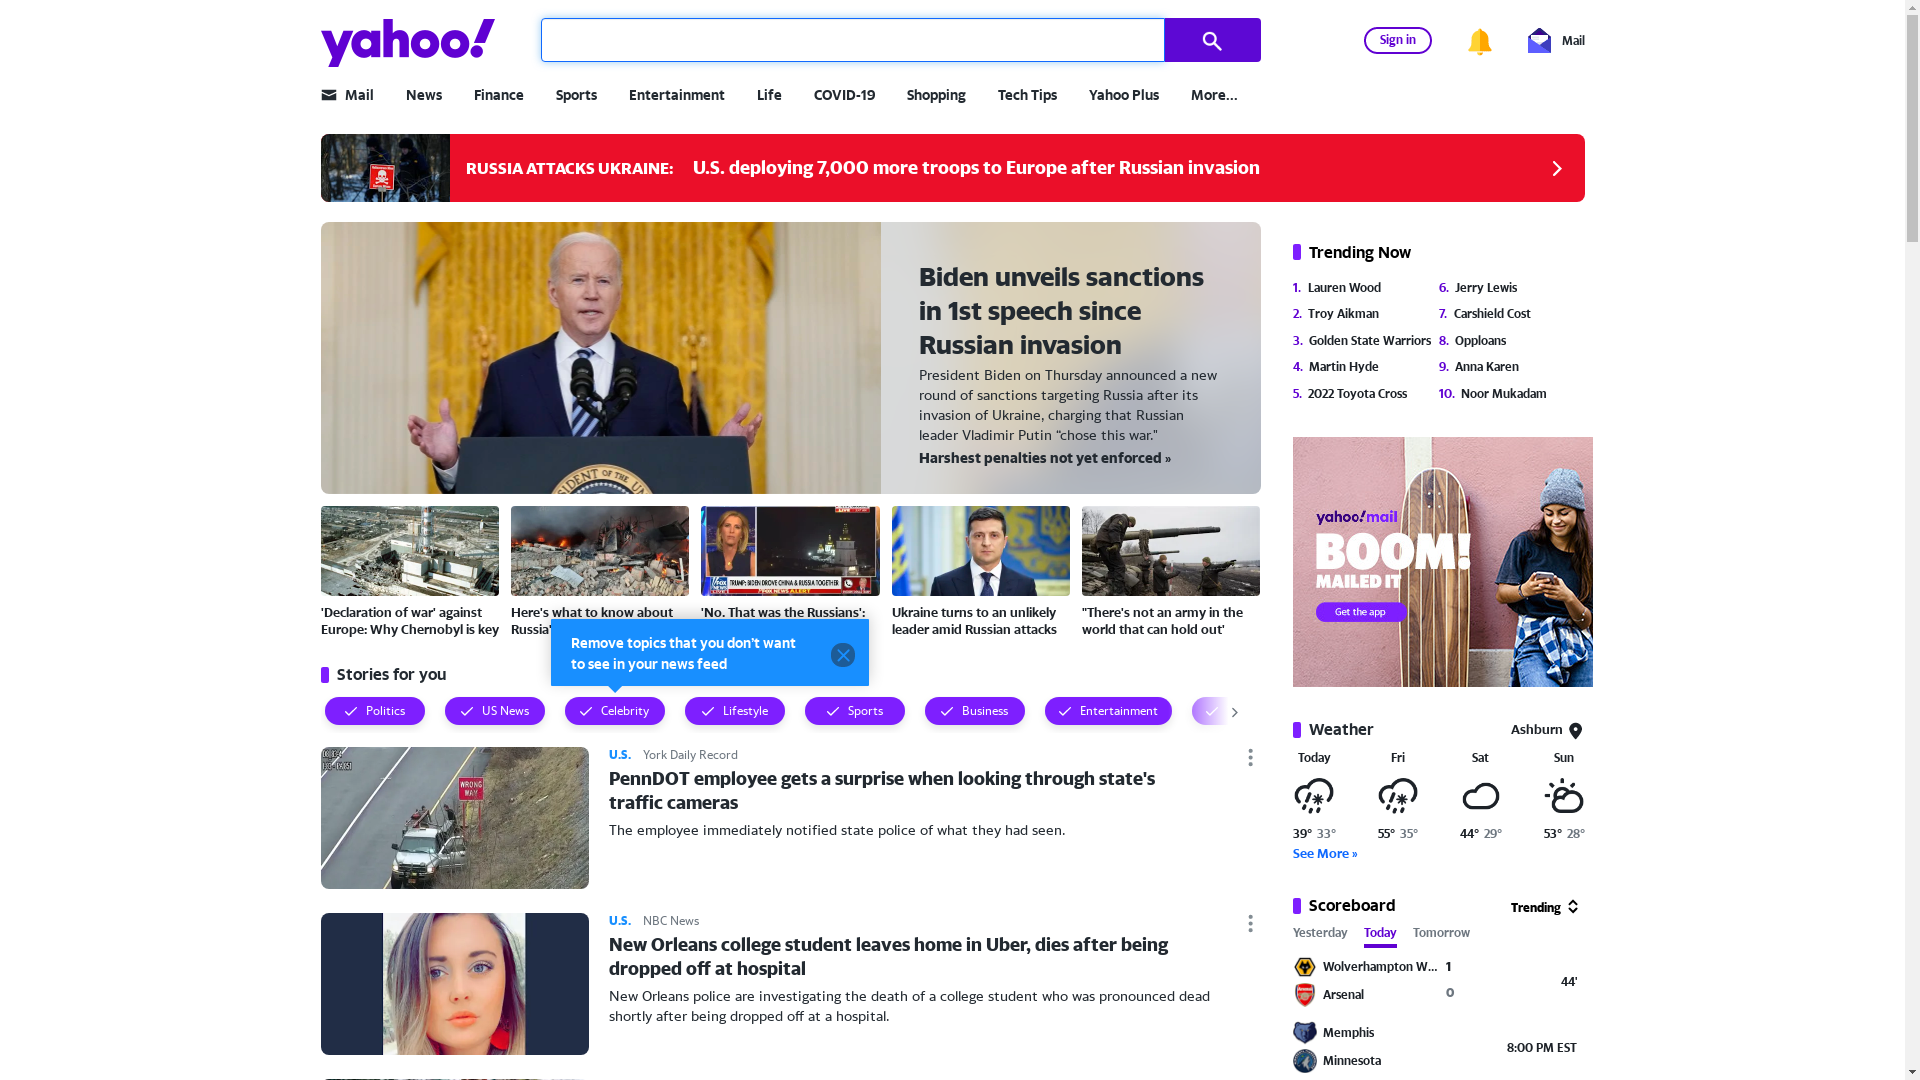 yahoo!
Sign in
Mail
Mail
News
Finance
Sports
Entertainment
Life
COVID-19
Shopping
Tech Tips
Yahoo Plus
More...
RUSSIA ATTACKS UKRAINE:
U.S. deploying 7,000 more troops to Europe after Russian invasion
Biden unveils sanctions
in 1st speech since
Russian invasion
President Biden on Thursday announced a new
round of sanctions targeting Russia after its
invasion of Ukraine, charging that Russian
leader Vladimir Putin “chose this war."
Harshest penalties not yet enforced »
TRUMP: BIDEN DROVE CHINA & RUSSIA TOGETHER
FOX NEWS ALERT
'Declaration of war' against
Europe: Why Chernobyl is key
Here's what to know about
Russia'
'No. That was the Russians':
Ukraine turns to an unlikely
leader amid Russian attacks
"There's not an army in the
world that can hold out'
Remove topics that you don't want
to see in your news feed
Stories for you
Politics
US News
Celebrity
Lifestyle
Sports
Business
Entertainment
WRONG
WAY
U.S.
York Daily Record
PennDOT employee gets a surprise when looking through state's
traffic cameras
The employee immediately notified state police of what they had seen.
U.S.
NBC News
New Orleans college student leaves home in Uber, dies after being
dropped off at hospital
New Orleans police are investigating the death of a college student who was pronounced dead
shortly after being dropped off at a hospital.
Trending Now
1. Lauren Wood
2. Troy Aikman
3. Golden State Warriors
4. Martin Hyde
5. 2022 Toyota Cross
6. Jerry Lewis
7. Carshield Cost
8. Opploans
9. Anna Karen
10. Noor Mukadam
yahoo!mail
BOOM!
MAILED IT
Get the app
Weather
Ashburn
Today
Fri
Sat
Sun
39° 33°
55° 35°
44° 29°
53° 28°
See More »
Scoreboard
Trending
Yesterday
Today
Tomorrow
Wolverhampton W...
1
Arsenal
0
44'
Memphis
Minnesota
8:00 PM EST